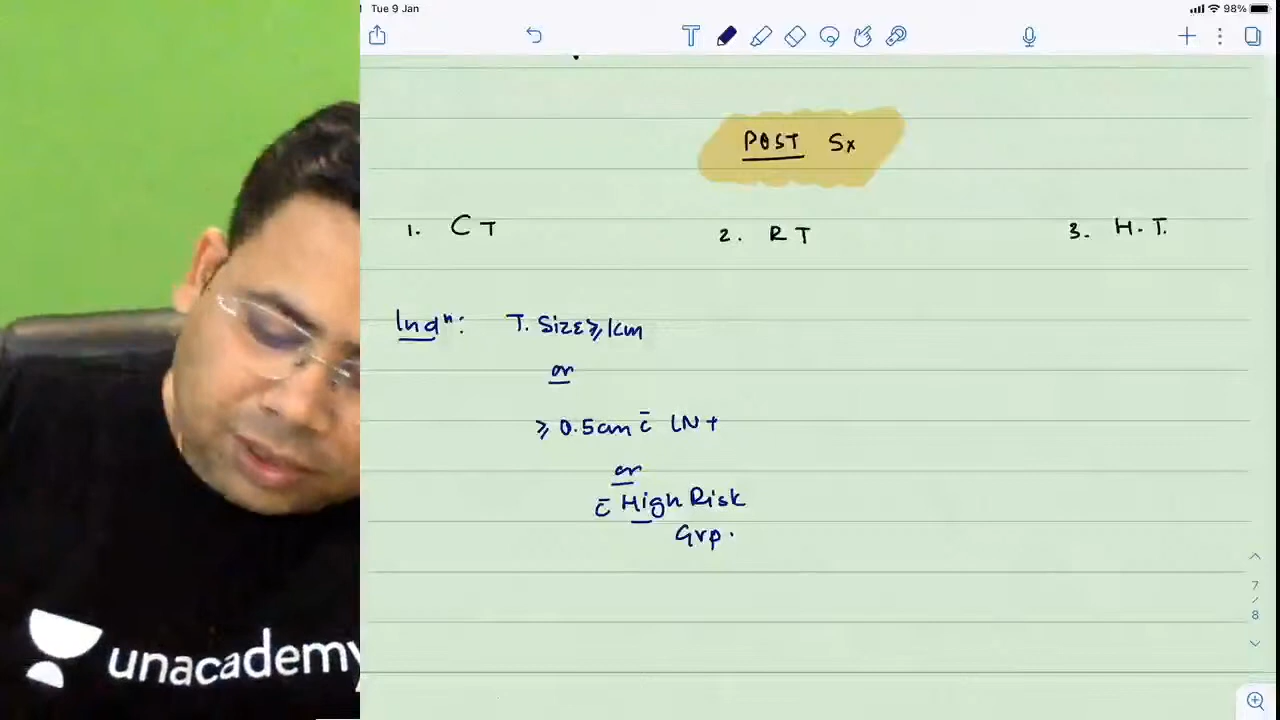 Tue 9 Jan
98%
POST Sx
1. CT
2. RT
3. H.T.
Indⁿ: T. Size ≥ 1cm
or
≥ 0.5cm c̄ LN +
or
c̄ High Risk
Grp.
7
8
unacademy